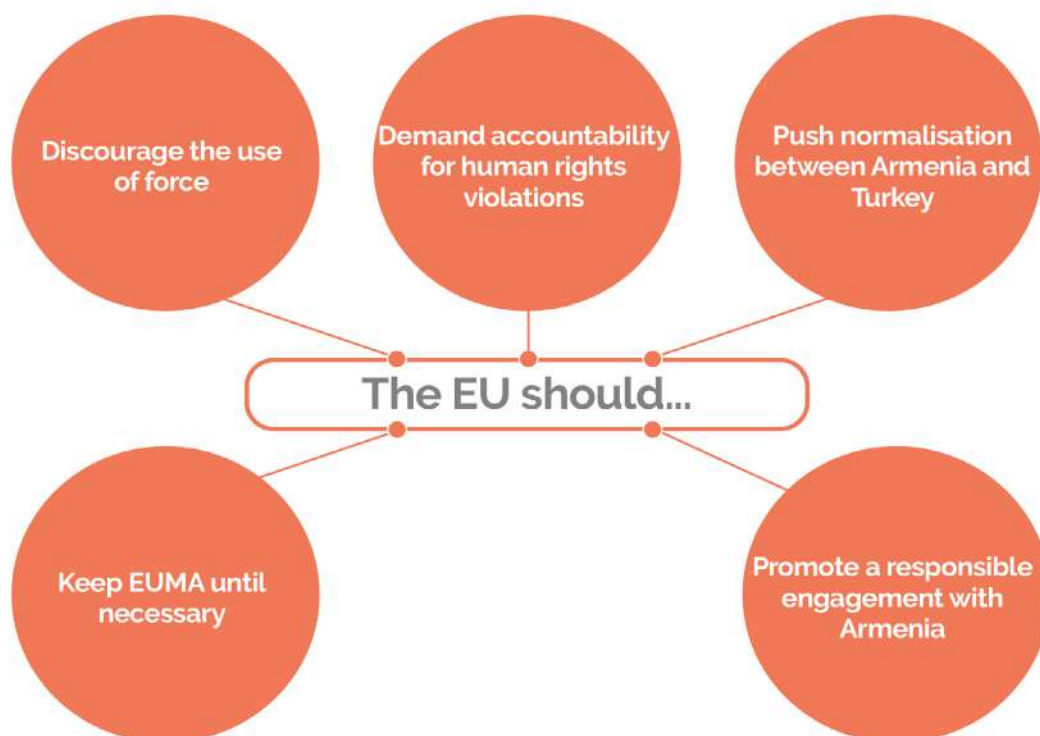 Discourage the use
of force
Demand accountability
for human rights
violations
Push normalisation
between Armenia and
Turkey
The EU should...
Keep EUMA until
necessary
Promote a responsible
engagement with
Armenia